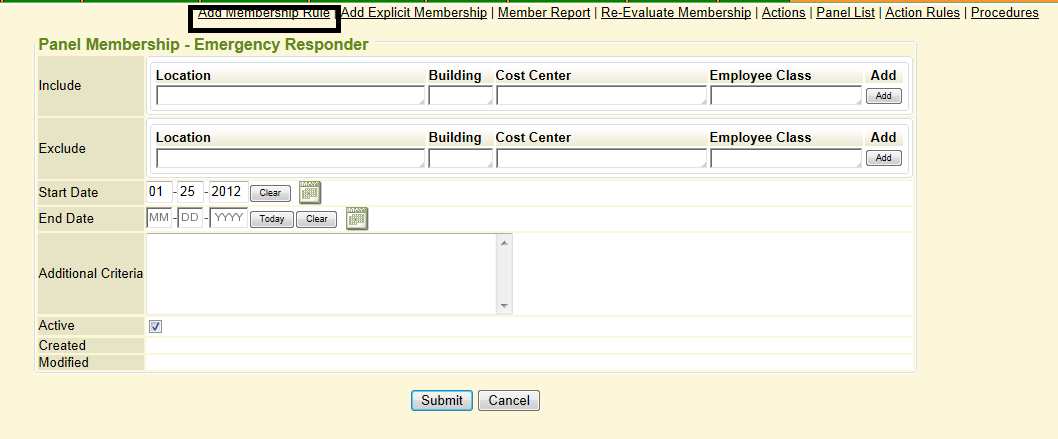 Add Membership Rule | Add Explicit Membership | Member Report | Re-Evaluate Membership | Actions | Panel List | Action Rules | Procedures
Panel Membership - Emergency Responder
Include
Location Building Cost Center Employee Class Add
Add
Exclude
Location Building Cost Center Employee Class Add
Add
Start Date 01 - 25 - 2012 Clear MAY
End Date MM - DD - YYYY Today Clear MAY
Additional Criteria
Active
Created
Modified
Submit Cancel